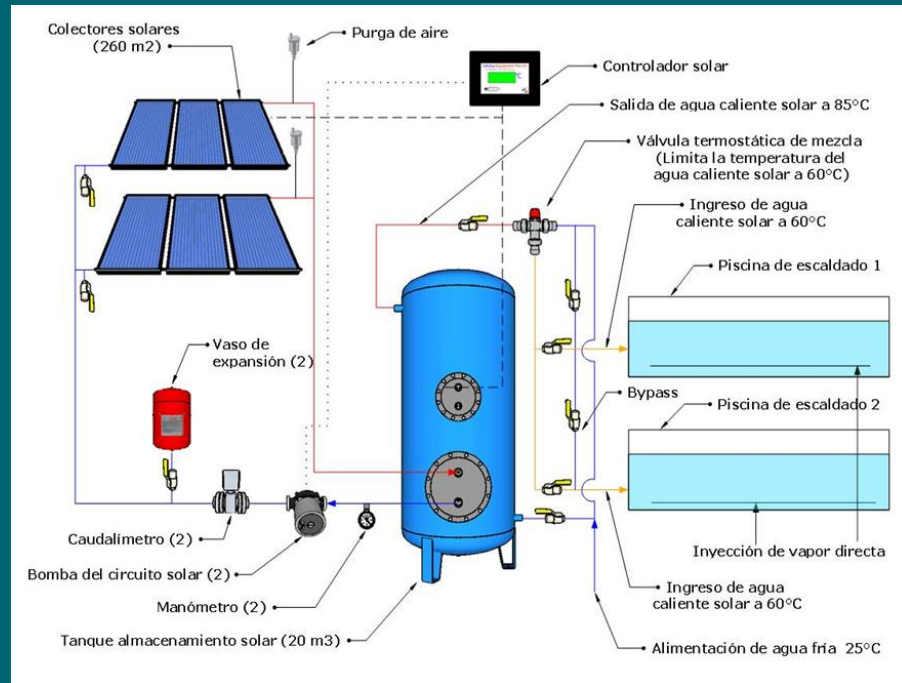 Colectores solares
(260 m2)
Purga de aire
Controlador solar
Salida de agua caliente solar a 85°C
Válvula termostática de mezcla
(Limita la temperatura del
agua caliente solar a 60°C)
Ingreso de agua
caliente solar a 60°C
Piscina de escaldado 1
Vaso de
expansión (2)
Bypass
Piscina de escaldado 2
Caudalímetro (2)
Bomba del circuito solar (2)
Manómetro (2)
Tanque almacenamiento solar (20 m3)
Inyección de vapor directa
Ingreso de agua
caliente solar a 60°C
Alimentación de agua fría 25°C